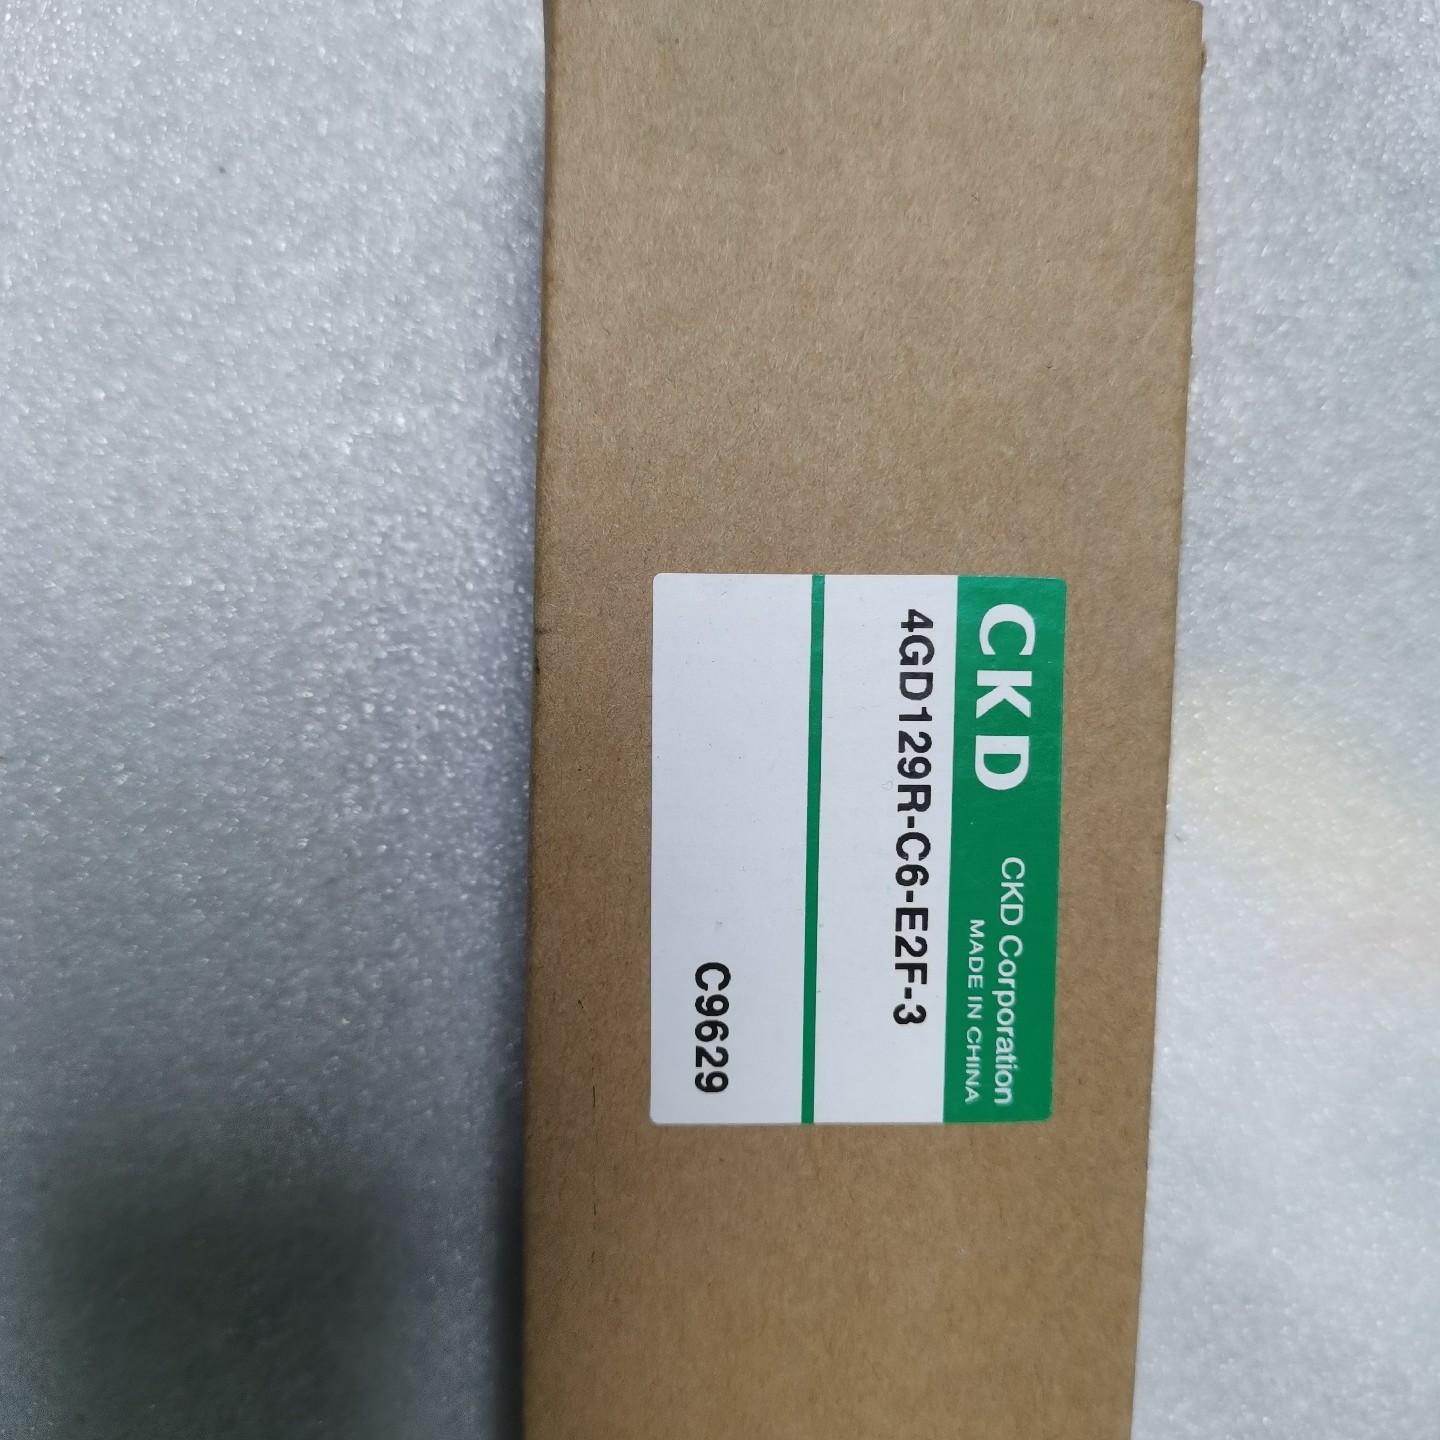 CKD
CKD Corporation
MADE IN CHINA
4GD129R-C6-E2F-3
C9629